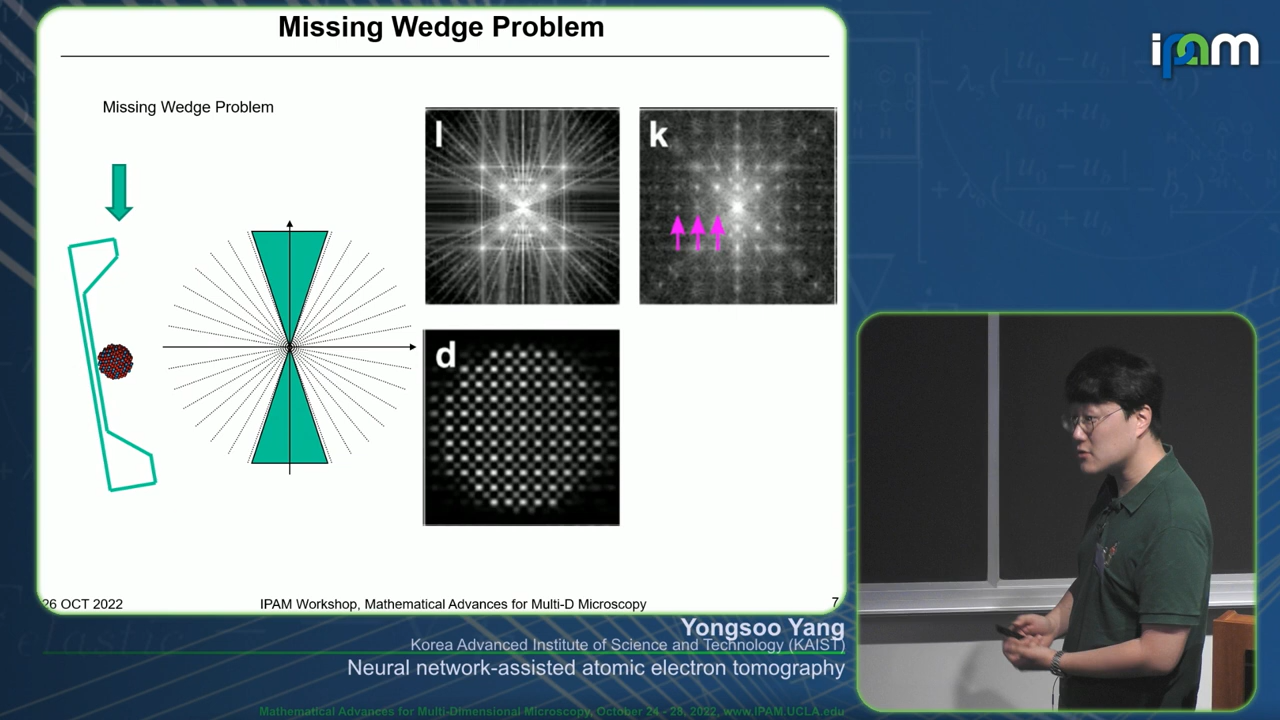 Missing Wedge Problem
ipam
Missing Wedge Problem
l
k
d
26 OCT 2022
IPAM Workshop, Mathematical Advances for Multi-D Microscopy
7
Yongsoo Yang
Korea Advanced Institute of Science and Technology (KAIST)
Neural network-assisted atomic electron tomography
Mathematical Advances for Multi-Dimensional Microscopy, October 24 - 28, 2022, www.IPAM.UCLA.edu